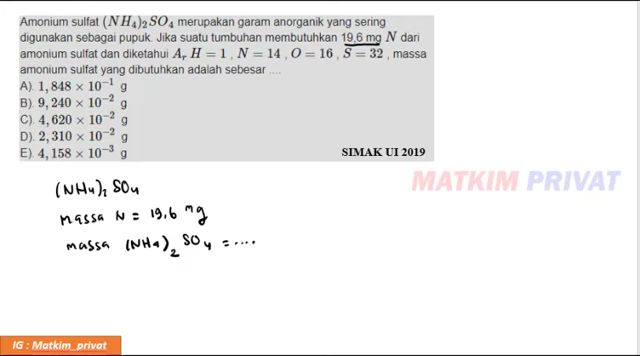 Amonium sulfat (NH₄)₂SO₄ merupakan garam anorganik yang sering
digunakan sebagai pupuk. Jika suatu tumbuhan membutuhkan 19,6 mg N dari
amonium sulfat dan diketahui Aᵣ H = 1 , N = 14 , O = 16 , S = 32 , massa
amonium sulfat yang dibutuhkan adalah sebesar ....
A). 1,848 × 10⁻¹ g
B). 9,240 × 10⁻² g
C). 4,620 × 10⁻² g
D). 2,310 × 10⁻² g
E). 4,158 × 10⁻³ g
SIMAK UI 2019
MATKIM PRIVAT
(NH₄)₂ SO₄
massa N = 19,6 mg
massa (NH₄)₂ SO₄ = ....
IG : Matkim_privat